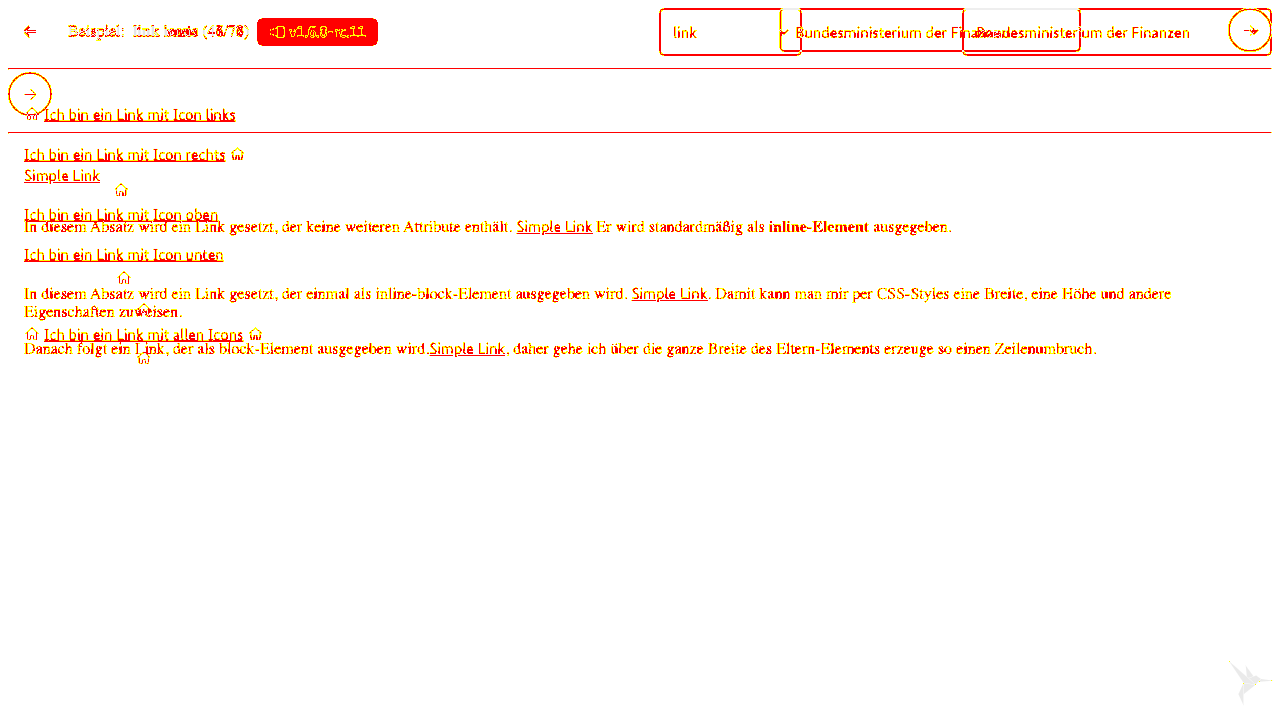 Beispiel: link v1.6.0-rc.11
link
Bundesministerium der Finanzen
Bundesministerium der Finanzen
Ich bin ein Link mit Icon links
Ich bin ein Link mit Icon rechts
Simple Link
Ich bin ein Link mit Icon oben
In diesem Absatz wird ein Link gesetzt, der keine weiteren Attribute enthält. Simple Link Er wird standardmäßig als inline-Element ausgegeben.
Ich bin ein Link mit Icon unten
In diesem Absatz wird ein Link gesetzt, der einmal als inline-block-Element ausgegeben wird. Simple Link. Damit kann man mir per CSS-Styles eine Breite, eine Höhe und andere
Eigenschaften zuweisen.
Ich bin ein Link mit allen Icons
Danach folgt ein Link, der als block-Element ausgegeben wird.Simple Link, daher gehe ich über die ganze Breite des Eltern-Elements erzeuge so einen Zeilenumbruch.